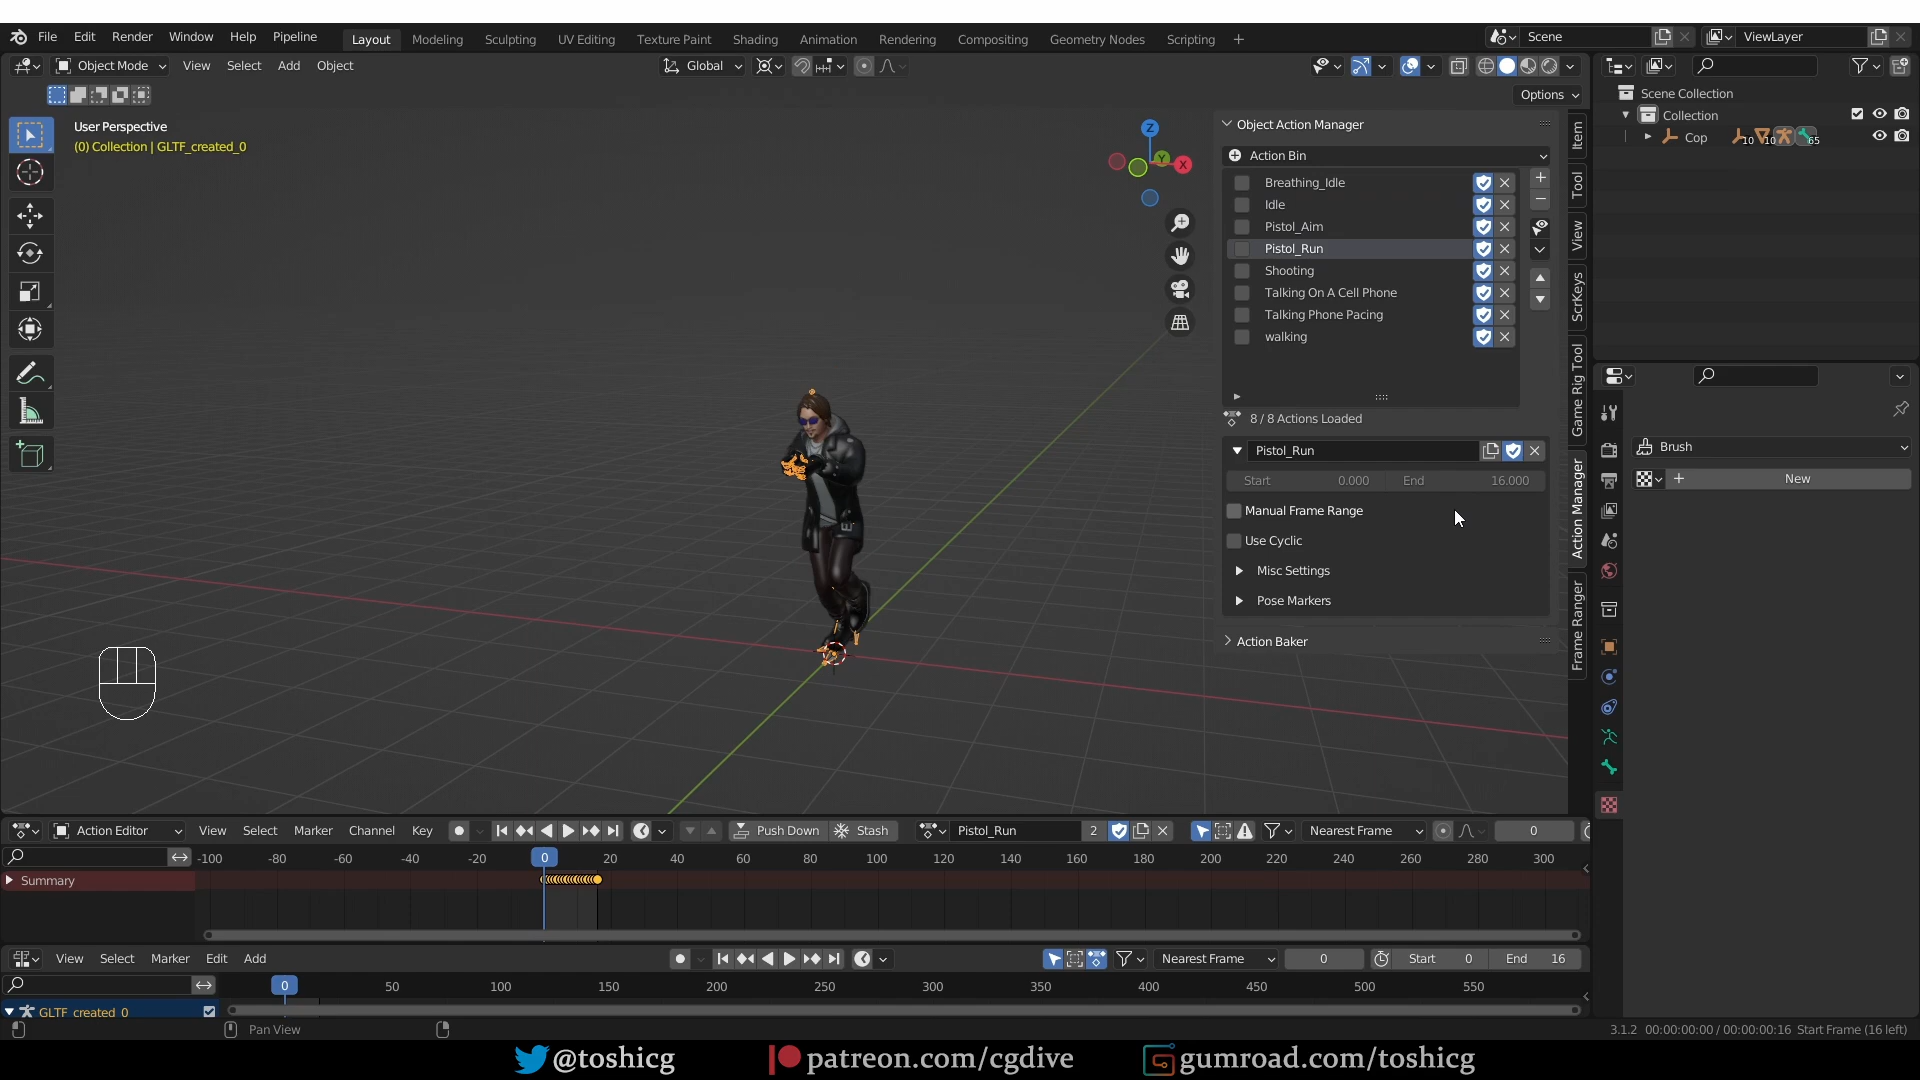 File Edit Render Window Help Pipeline Layout Modeling Sculpting UV Editing Texture Paint Shading Animation Rendering Compositing Geometry Nodes Scripting + Scene ViewLayer
Object Mode View Select Add Object Global
Options
User Perspective
(0) Collection | GLTF_created_0
Z
Y
X
Object Action Manager
Action Bin
Breathing_Idle
Idle
Pistol_Aim
Pistol_Run
Shooting
Talking On A Cell Phone
Talking Phone Pacing
walking
8 / 8 Actions Loaded
Pistol_Run
Start 0.000 End 16.000
Manual Frame Range
Use Cyclic
Misc Settings
Pose Markers
Action Baker
Item
Tool
View
ScrKeys
Game Rig Tool
Action Manager
Frame Ranger
Scene Collection
Collection
Cop 10 10 65
Brush
New
Action Editor View Select Marker Channel Key Push Down Stash Pistol_Run 2 Nearest Frame 0
-100 -80 -60 -40 -20 0 20 40 60 80 100 120 140 160 180 200 220 240 260 280 300
Summary
View Select Marker Edit Add Nearest Frame 0 Start 0 End 16
0 50 100 150 200 250 300 350 400 450 500 550
GLTF_created_0
Pan View 3.1.2 00:00:00:00 / 00:00:00:16 Start Frame (16 left)
@toshicg patreon.com/cgdive gumroad.com/toshicg